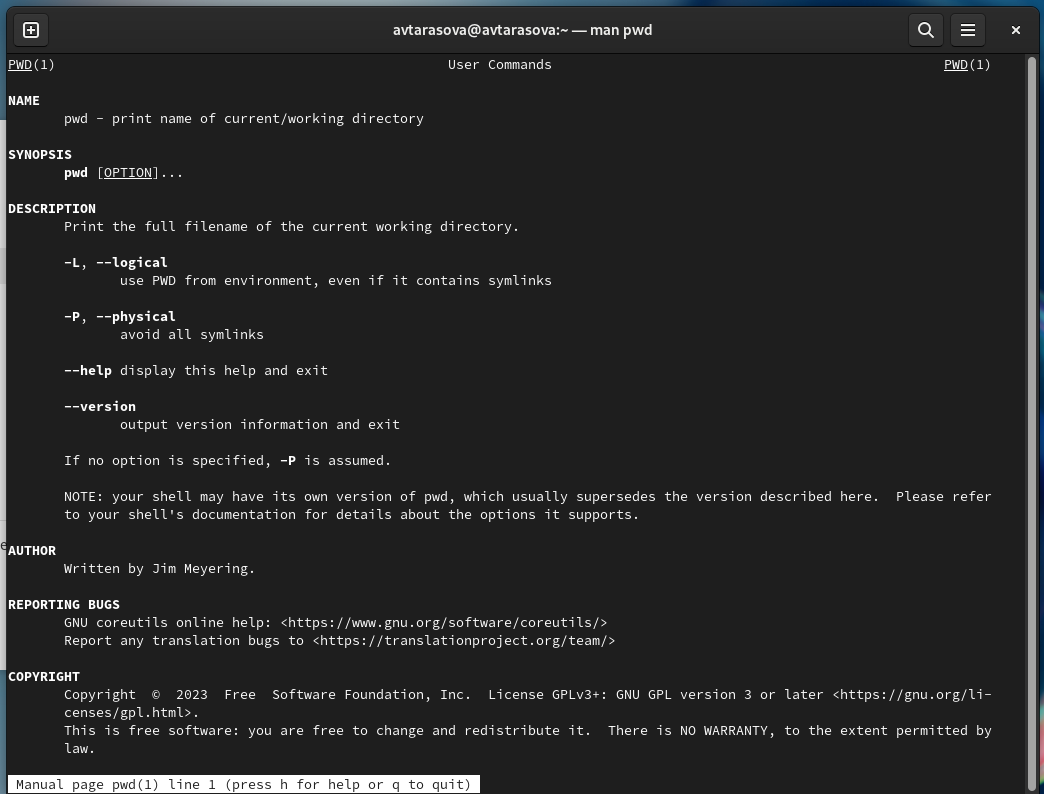 avtarasova@avtarasova:~ — man pwd
PWD(1) User Commands PWD(1)
NAME
pwd - print name of current/working directory
SYNOPSIS
pwd [OPTION]...
DESCRIPTION
Print the full filename of the current working directory.
-L, --logical
use PWD from environment, even if it contains symlinks
-P, --physical
avoid all symlinks
--help display this help and exit
--version
output version information and exit
If no option is specified, -P is assumed.
NOTE: your shell may have its own version of pwd, which usually supersedes the version described here.  Please refer
to your shell's documentation for details about the options it supports.
AUTHOR
Written by Jim Meyering.
REPORTING BUGS
GNU coreutils online help: <https://www.gnu.org/software/coreutils/>
Report any translation bugs to <https://translationproject.org/team/>
COPYRIGHT
Copyright  ©  2023  Free  Software Foundation, Inc.  License GPLv3+: GNU GPL version 3 or later <https://gnu.org/li-
censes/gpl.html>.
This is free software: you are free to change and redistribute it.  There is NO WARRANTY, to the extent permitted by
law.
Manual page pwd(1) line 1 (press h for help or q to quit)